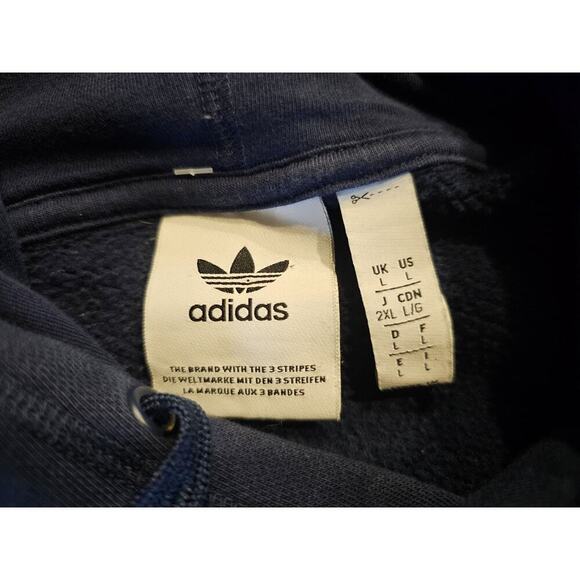 adidas
THE BRAND WITH THE 3 STRIPES
DIE WELTMARKE MIT DEN 3 STREIFEN
LA MARQUE AUX 3 BANDES
UK US
L L
J CDN
2XL L/G
D F
L L
E I
L L